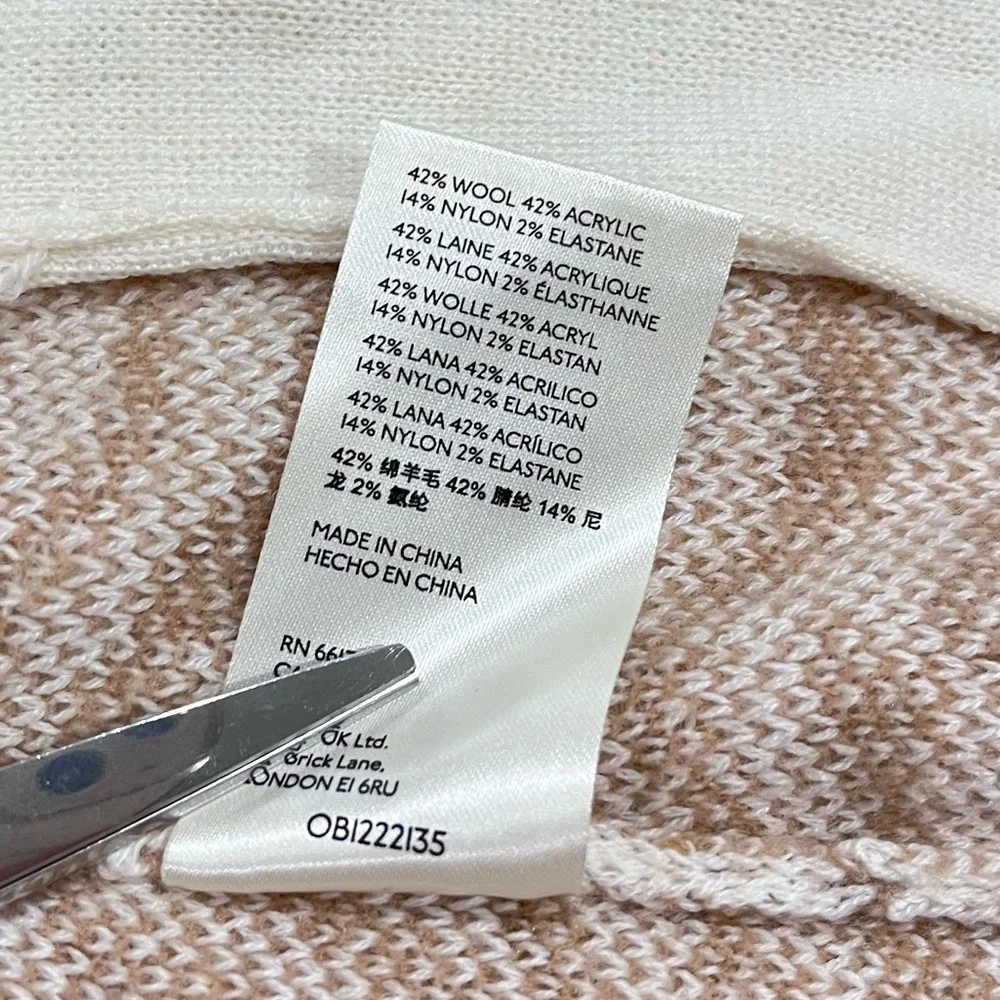 42% WOOL 42% ACRYLIC
14% NYLON 2% ELASTANE
42% LAINE 42% ACRYLIQUE
14% NYLON 2% ÉLASTHANNE
42% WOLLE 42% ACRYL
14% NYLON 2% ELASTAN
42% LANA 42% ACRILICO
14% NYLON 2% ELASTAN
42% LANA 42% ACRÍLICO
14% NYLON 2% ELASTANE
42% 绵羊毛 42% 腈纶 14% 尼
龙 2% 氨纶
MADE IN CHINA
HECHO EN CHINA
RN
Ltd.
Lane,
LONDON E1 6RU
OB1222135